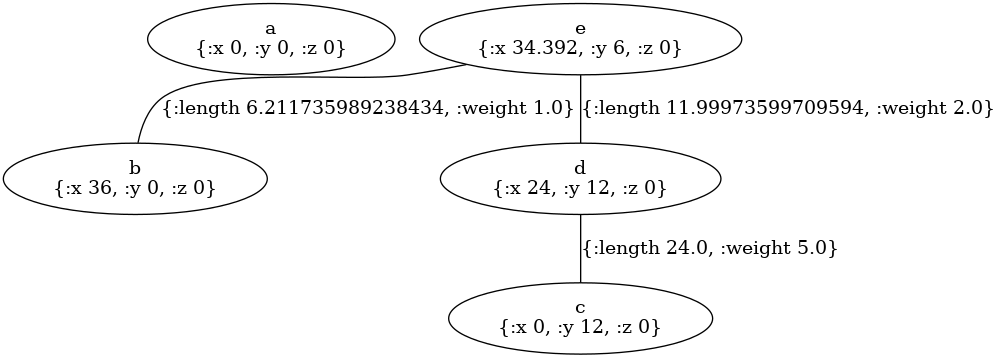 a
{:x 0, :y 0, :z 0}
e
{:x 34.392, :y 6, :z 0}
{:length 6.211735989238434, :weight 1.0}
{:length 11.99973599709594, :weight 2.0}
b
{:x 36, :y 0, :z 0}
d
{:x 24, :y 12, :z 0}
{:length 24.0, :weight 5.0}
c
{:x 0, :y 12, :z 0}